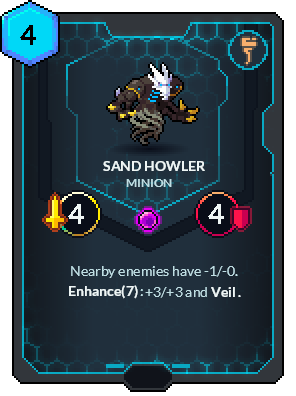 4
SAND HOWLER
MINION
4 4
Nearby enemies have -1/-0.
Enhance(7):+3/+3 and Veil.